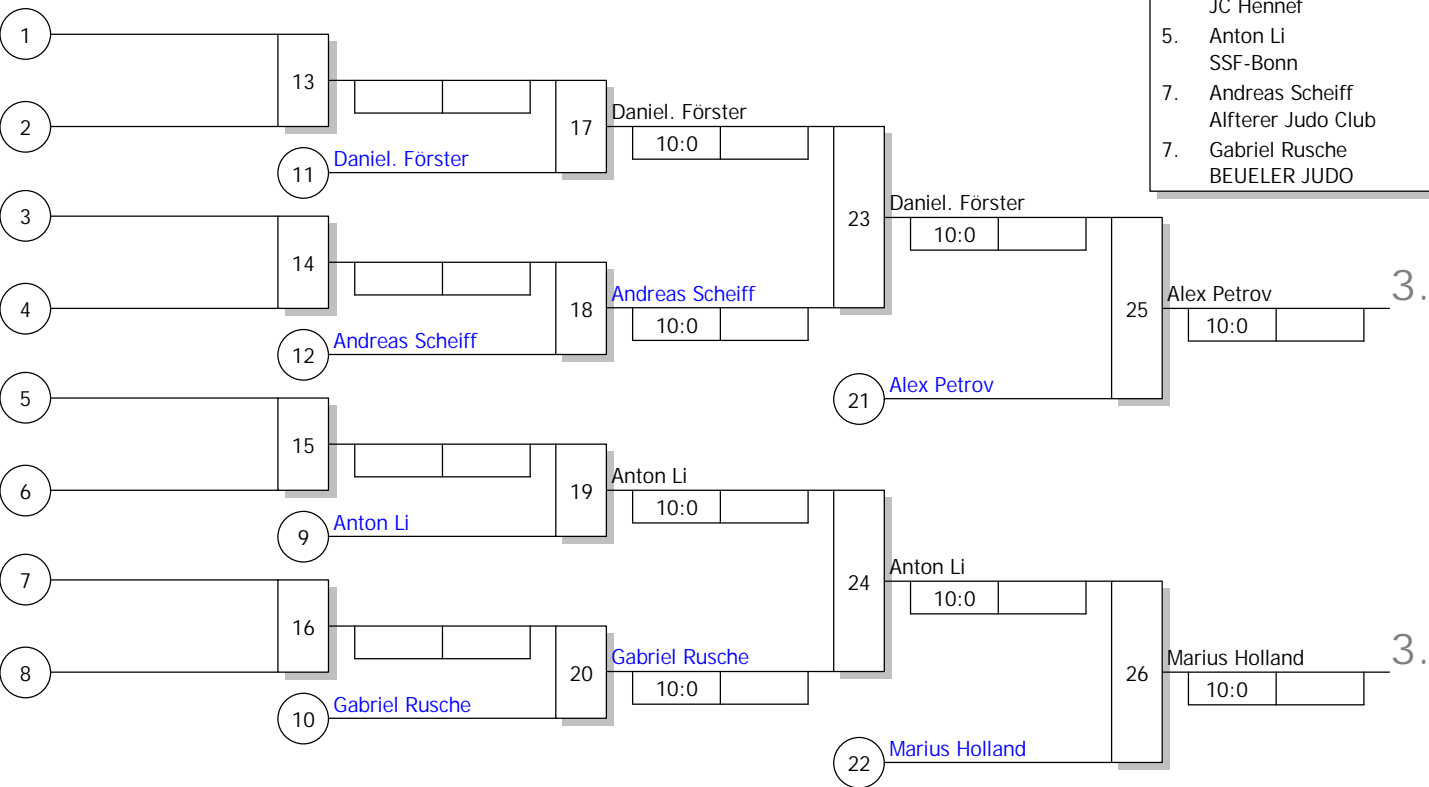 JC Hennef
5. Anton Li
SSF-Bonn
7. Andreas Scheiff
Alfterer Judo Club
7. Gabriel Rusche
BEUELER JUDO
1
13
2
17
Daniel. Förster
10:0
11
Daniel. Förster
3
23
Daniel. Förster
10:0
14
4
18
Andreas Scheiff
10:0
12
Andreas Scheiff
25
Alex Petrov
3.
10:0
21
Alex Petrov
5
15
6
19
Anton Li
10:0
9
Anton Li
7
24
Anton Li
10:0
16
8
20
Gabriel Rusche
10:0
10
Gabriel Rusche
26
Marius Holland
3.
10:0
22
Marius Holland